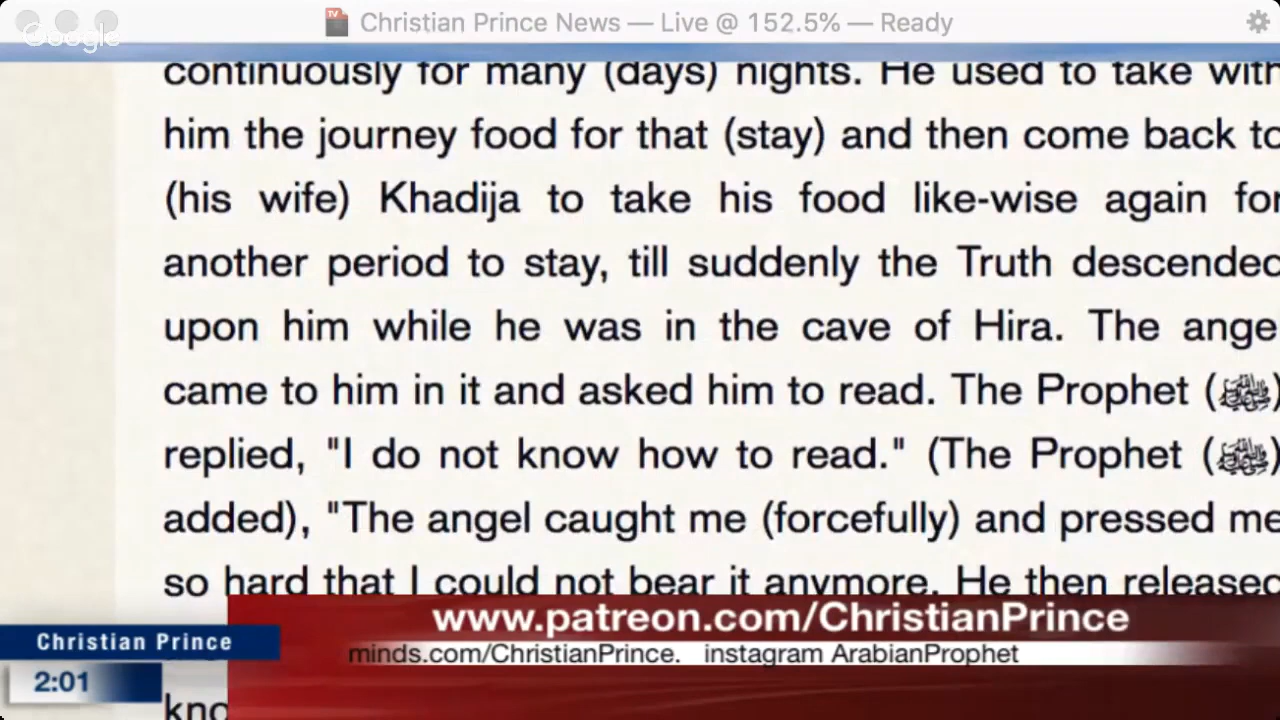 Christian Prince News — Live @ 152.5% — Ready
Google
continuously for many (days) nights. He used to take with
him the journey food for that (stay) and then come back to
(his wife) Khadija to take his food like-wise again for
another period to stay, till suddenly the Truth descended
upon him while he was in the cave of Hira. The ange
came to him in it and asked him to read. The Prophet (ﷺ)
replied, "I do not know how to read." (The Prophet (ﷺ)
added), "The angel caught me (forcefully) and pressed me
so hard that I could not bear it anymore. He then released
kno
www.patreon.com/ChristianPrince
Christian Prince
minds.com/ChristianPrince. instagram ArabianProphet
2:01